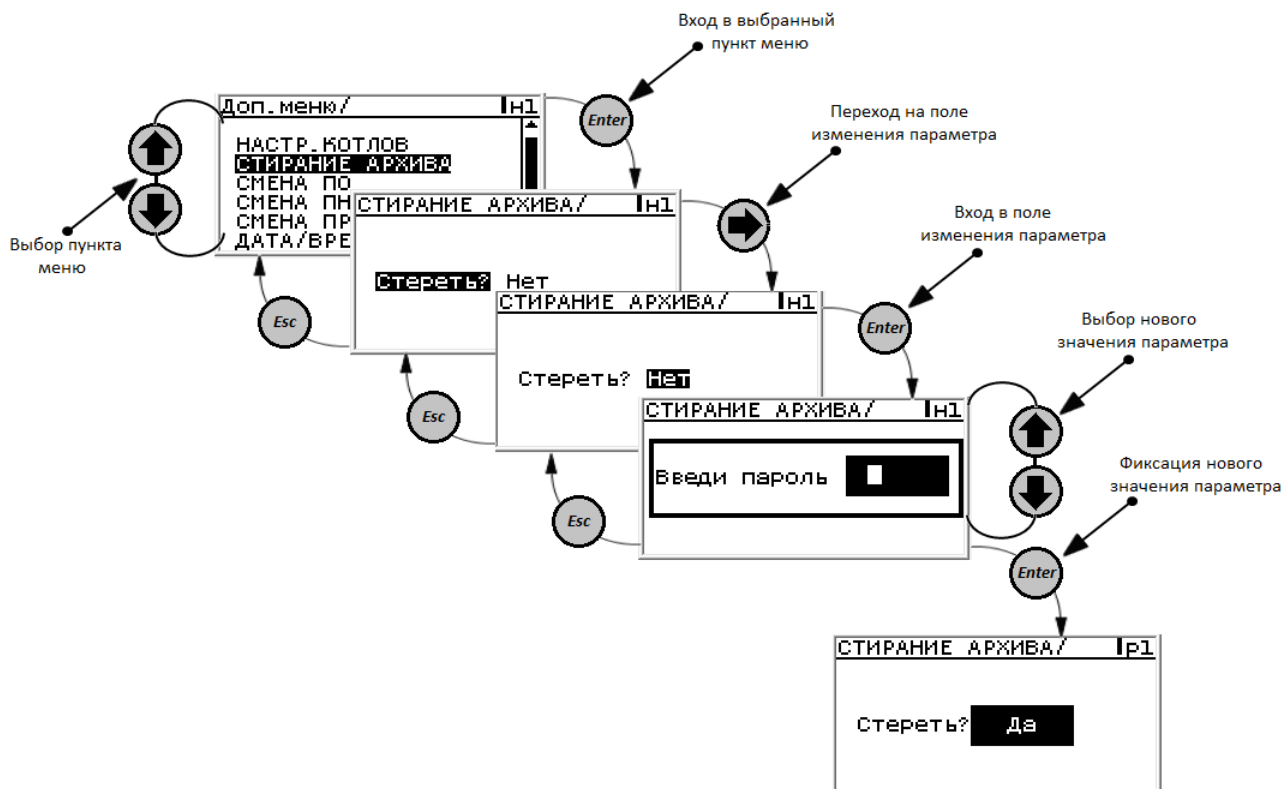 Вход в выбранный
пункт меню
Доп.меню/ н1
НАСТР.КОТЛОВ
СТИРАНИЕ АРХИВА
СМЕНА ПО
СМЕНА ПН
СМЕНА ПР
ДАТА/ВРЕ
Enter
Переход на поле
изменения параметра
Выбор пункта
меню
СТИРАНИЕ АРХИВА/ н1
Стереть? Нет
Esc
Вход в поле
изменения параметра
СТИРАНИЕ АРХИВА/ н1
Стереть? Нет
Enter
Esc
Выбор нового
значения параметра
СТИРАНИЕ АРХИВА/ н1
Введи пароль
Esc
Фиксация нового
значения параметра
Enter
СТИРАНИЕ АРХИВА/ р1
Стереть? Да